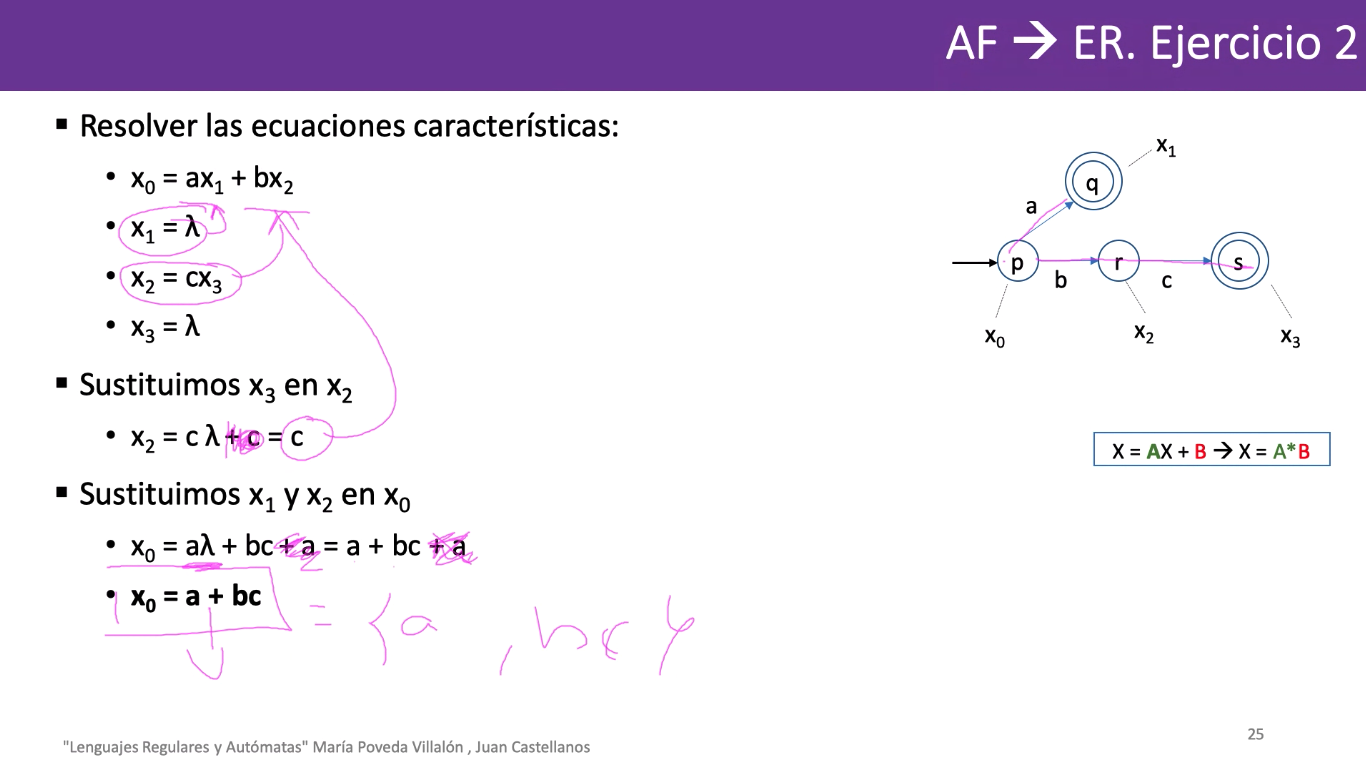 AF → ER. Ejercicio 2
▪ Resolver las ecuaciones características:
• x₀ = ax₁ + bx₂
• x₁ = λ
• x₂ = cx₃
• x₃ = λ
▪ Sustituimos x₃ en x₂
• x₂ = c λ + c = c
▪ Sustituimos x₁ y x₂ en x₀
• x₀ = aλ + bc + a = a + bc + a
• x₀ = a + bc = {a , bc}
x₁
q
a
p
r
s
b
c
x₀
x₂
x₃
X = AX + B → X = A*B
25
"Lenguajes Regulares y Autómatas" María Poveda Villalón , Juan Castellanos